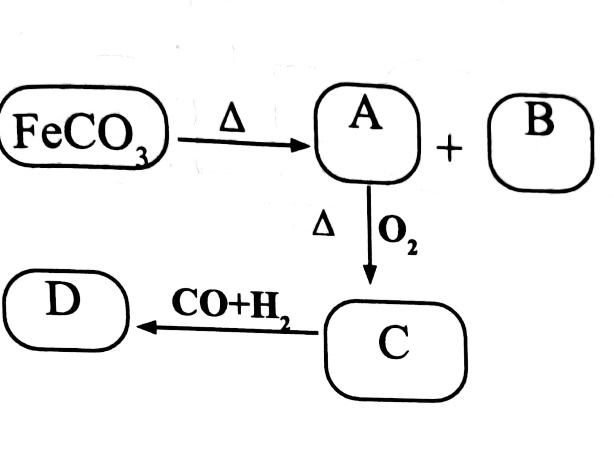 FeCO₃ Δ A + B
Δ O₂
D CO+H₂ C